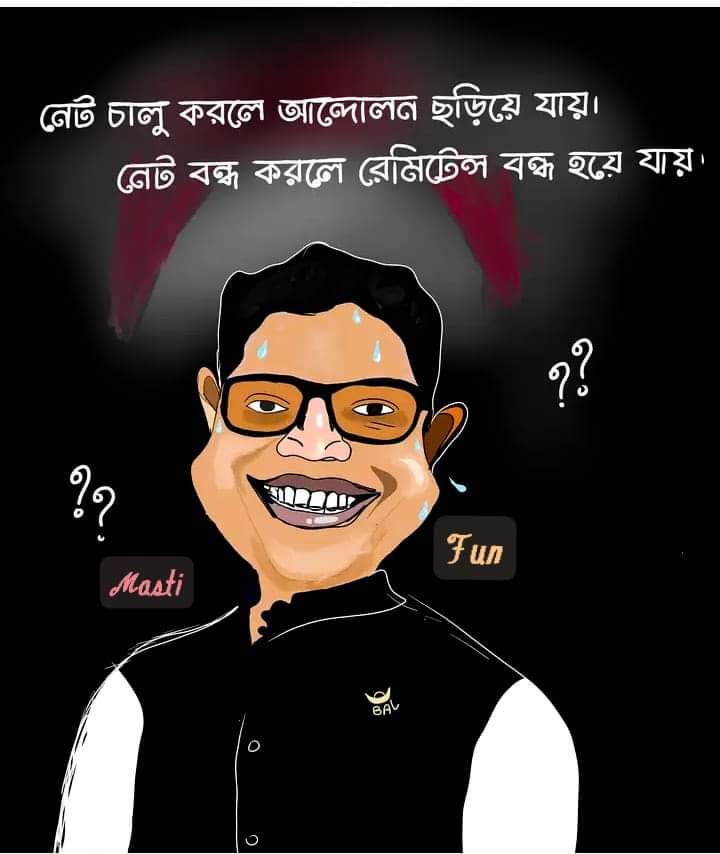 নেট চালু করলে আন্দোলন ছড়িয়ে যায়।
নেট বন্ধ করলে রেমিটেন্স বন্ধ হয়ে যায়।
??
??
Fun
Masti
BAL